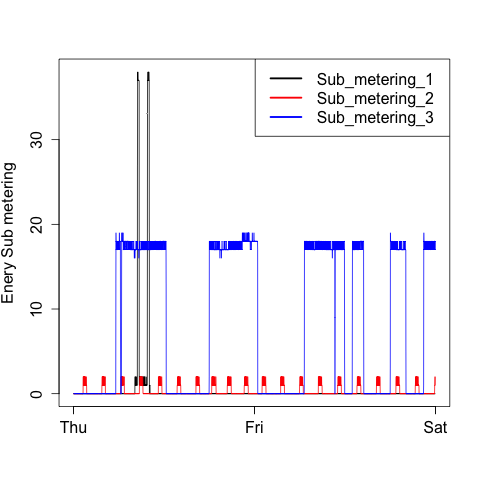 Sub_metering_1
Sub_metering_2
Sub_metering_3
Enery Sub metering
30
20
10
0
Thu Fri Sat